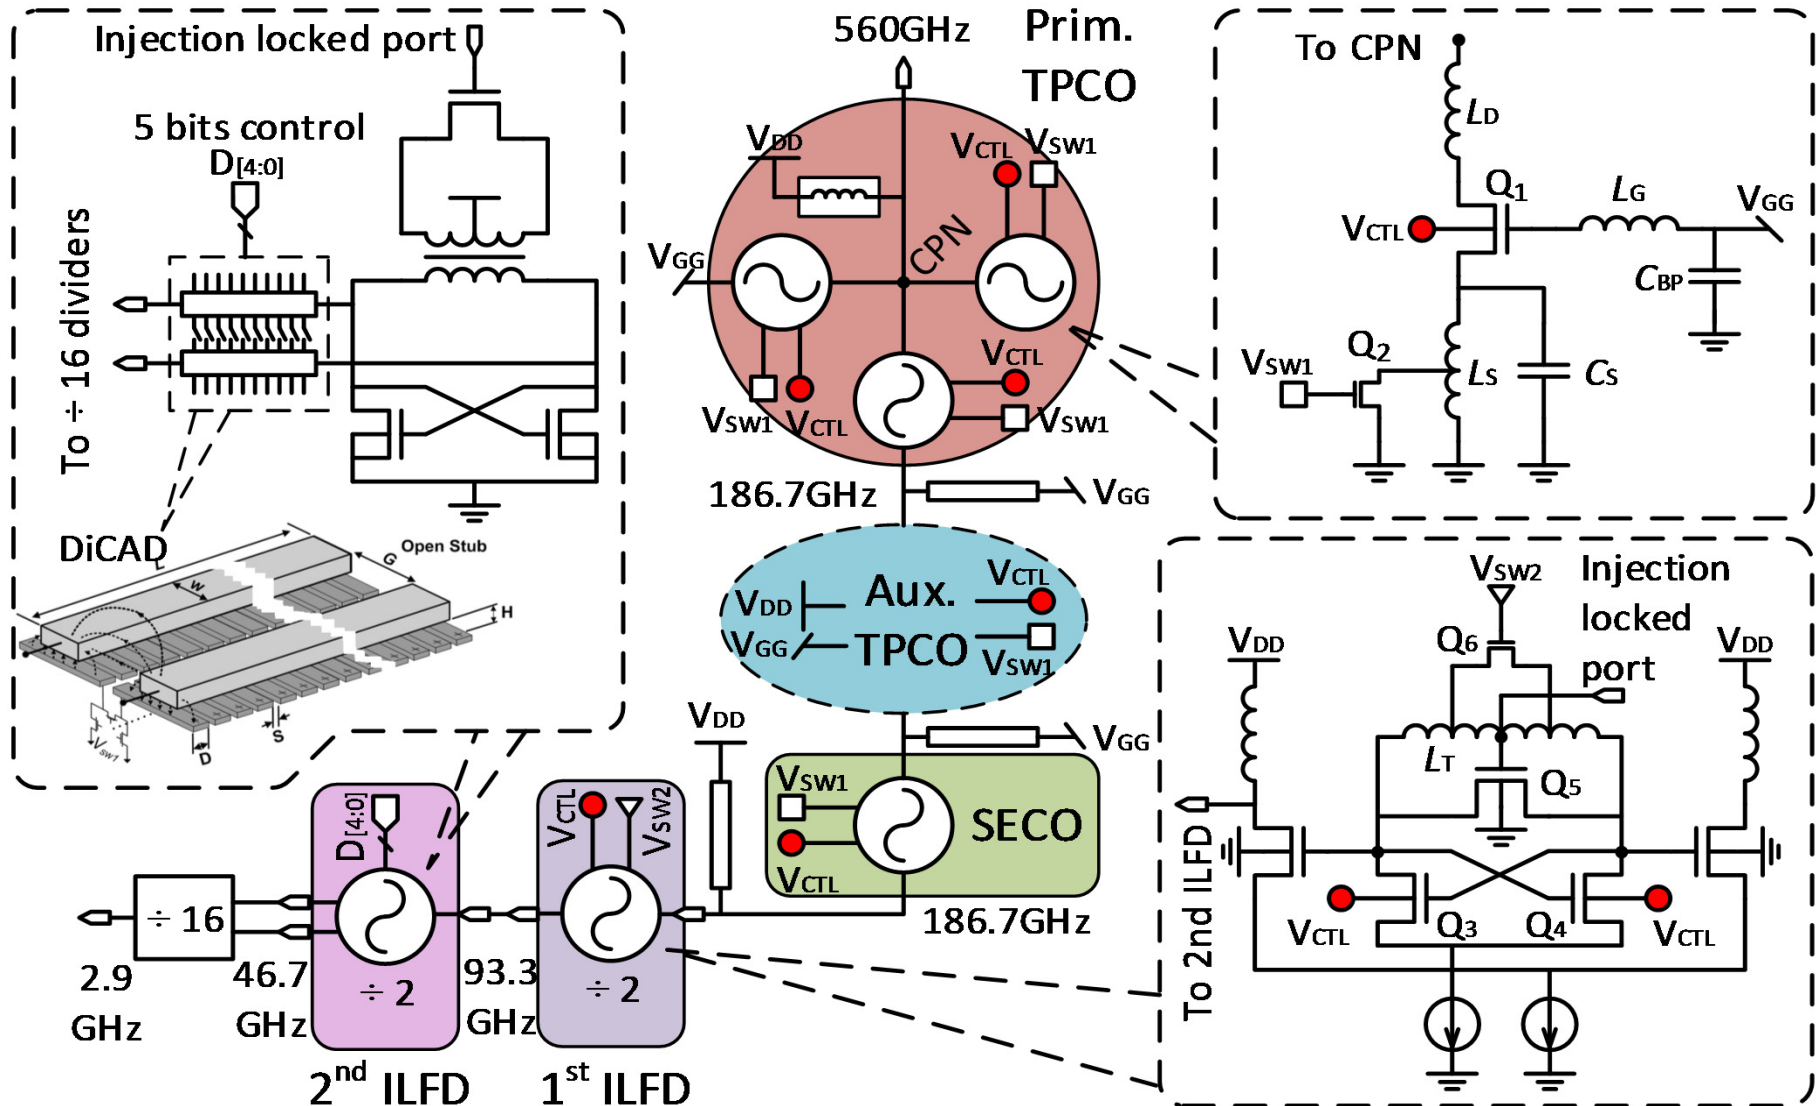 Injection locked port
5 bits control
D[4:0]
To ÷ 16 dividers
DiCAD
Open Stub
W
G
H
S
D
Vsw1
560GHz
Prim.
TPCO
VDD
VCTL
VSW1
CPN
VGG
VSW1
VCTL
VCTL
VSW1
186.7GHz
VGG
Aux.
TPCO
VDD
VGG
VCTL
VSW1
VDD
VGG
VSW1
VCTL
SECO
186.7GHz
To CPN
LD
Q1
LG
VGG
VCTL
CBP
Q2
VSW1
LS
CS
VSW2
Injection
locked
port
VDD
Q6
VDD
LT
Q5
VCTL
Q3
Q4
VCTL
To 2nd ILFD
D[4:0]
VCTL
VSW2
÷ 16
÷ 2
÷ 2
2.9
GHz
46.7
GHz
93.3
GHz
2nd ILFD
1st ILFD